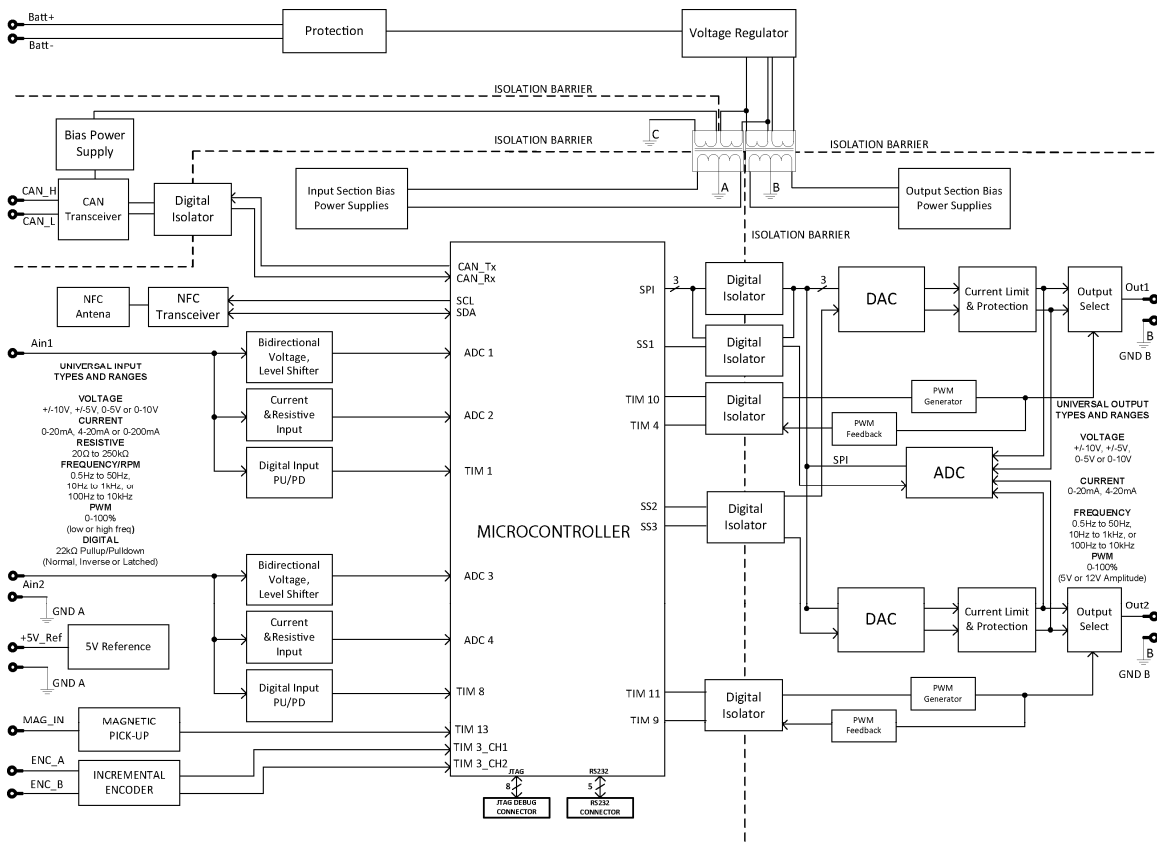 Batt+
Batt-
Protection
Voltage Regulator
ISOLATION BARRIER
Bias Power
Supply
ISOLATION BARRIER
C
ISOLATION BARRIER
CAN_H
CAN_L
CAN
Transceiver
Digital
Isolator
Input Section Bias
Power Supplies
A
B
Output Section Bias
Power Supplies
ISOLATION BARRIER
CAN_Tx
CAN_Rx
NFC
Antena
NFC
Transceiver
SCL
SDA
SPI
3
Digital
Isolator
3
DAC
Current Limit
& Protection
Output
Select
Out1
B
GND B
Ain1
Bidirectional
Voltage,
Level Shifter
ADC 1
SS1
Digital
Isolator
UNIVERSAL INPUT
TYPES AND RANGES
VOLTAGE
+/-10V, +/-5V, 0-5V or 0-10V
CURRENT
0-20mA, 4-20mA or 0-200mA
RESISTIVE
20Ω to 250kΩ
FREQUENCY/RPM
0.5Hz to 50Hz,
10Hz to 1kHz, or
100Hz to 10kHz
PWM
0-100%
(low or high freq)
DIGITAL
22kΩ Pullup/Pulldown
(Normal, Inverse or Latched)
Current
&Resistive
Input
ADC 2
TIM 10
TIM 4
Digital
Isolator
PWM
Generator
PWM
Feedback
UNIVERSAL OUTPUT
TYPES AND RANGES
VOLTAGE
+/-10V, +/-5V,
0-5V or 0-10V
CURRENT
0-20mA, 4-20mA
FREQUENCY
0.5Hz to 50Hz,
10Hz to 1kHz, or
100Hz to 10kHz
PWM
0-100%
(5V or 12V Amplitude)
Digital Input
PU/PD
TIM 1
SPI
ADC
SS2
SS3
Digital
Isolator
MICROCONTROLLER
Ain2
GND A
Bidirectional
Voltage,
Level Shifter
ADC 3
DAC
Current Limit
& Protection
Output
Select
Out2
B
GND B
+5V_Ref
5V Reference
GND A
Current
&Resistive
Input
ADC 4
Digital Input
PU/PD
TIM 8
TIM 11
TIM 9
Digital
Isolator
PWM
Generator
PWM
Feedback
MAG_IN
MAGNETIC
PICK-UP
TIM 13
ENC_A
ENC_B
INCREMENTAL
ENCODER
TIM 3_CH1
TIM 3_CH2
JTAG
8
JTAG DEBUG
CONNECTOR
RS232
5
RS232
CONNECTOR